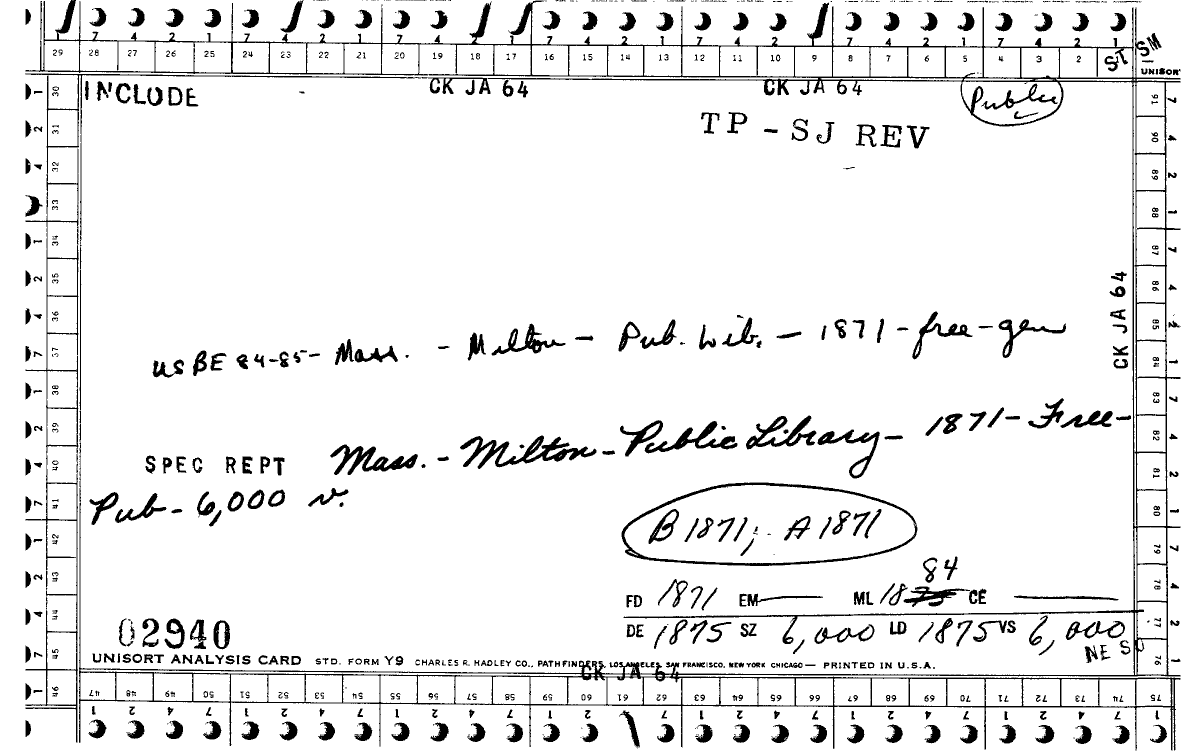 7 4 2 1 7 4 2 1 7 4 2 1 7 4 2 1 7 4 2 1 7 4 2 1 7 4 2 1
29 28 27 26 25 24 23 22 21 20 19 18 17 16 15 14 13 12 11 10 9 8 7 6 5 4 3 2 ST SM
UNISORT
INCLUDE CK JA 64 CK JA 64 Public
TP - SJ REV
CK JA 64
US BE 84-85- Mass. - Milton - Pub. Lib. - 1871 - free - gen
SPEC REPT Mass. - Milton - Public Library - 1871 - Free -
Pub - 6,000 v.
B 1871; A 1871
84
FD 1871 EM— ML 1875 CE —
DE 1875 SZ 6,000 LD 1875 VS 6,000
02940 NE S
UNISORT ANALYSIS CARD STD. FORM Y9 CHARLES R. HADLEY CO., PATHFINDERS, LOS ANGELES, SAN FRANCISCO, NEW YORK CHICAGO — PRINTED IN U.S.A.
CK JA 64
30 31 32 33 34 35 36 37 38 39 40 41 42 43 44 45 46
91 90 89 88 87 86 85 84 83 82 81 80 79 78 77 76 75
47 48 49 50 51 52 53 54 55 56 57 58 59 60 61 62 63 64 65 66 67 68 69 70 71 72 73 74 75
1 2 4 7 1 2 4 7 1 2 4 7 1 2 4 7 1 2 4 7 1 2 4 7 1 2 4 7 1